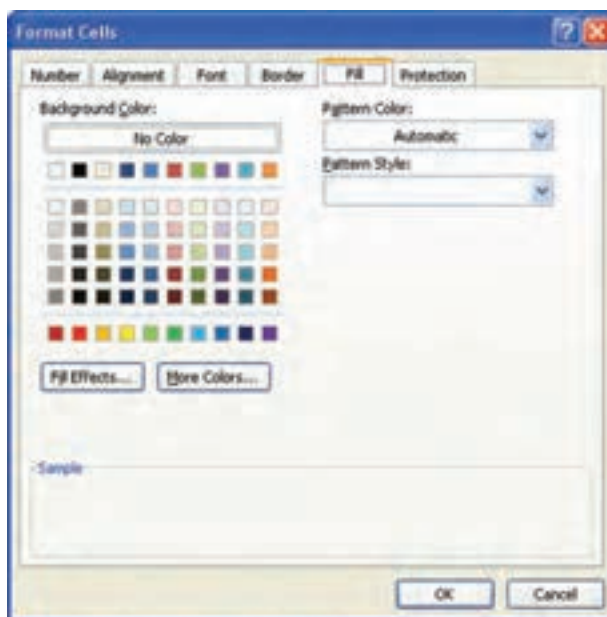 Format Cells
Number Alignment Font Border Fill Protection
Background Color:
No Color
Pattern Color:
Automatic
Pattern Style:
Fill Effects... More Colors...
Sample
OK Cancel